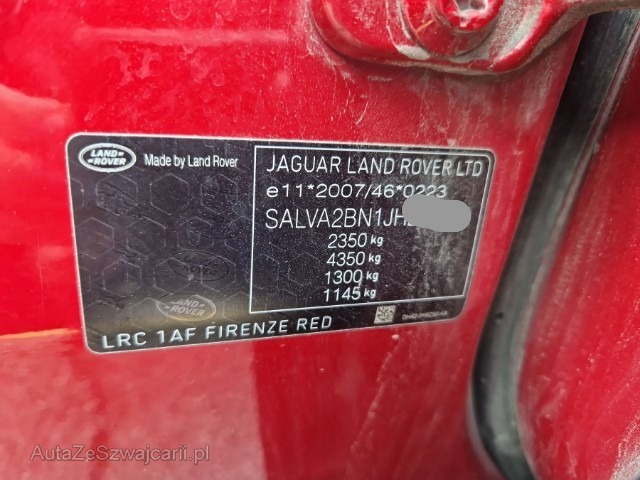 LAND ROVER
Made by Land Rover
JAGUAR LAND ROVER LTD
e11*2007/46*0223
SALVA2BN1JH
2350 kg
4350 kg
1300 kg
1145 kg
LAND ROVER
LRC 1AF FIRENZE RED
AutaZeSzwajcarii.pl